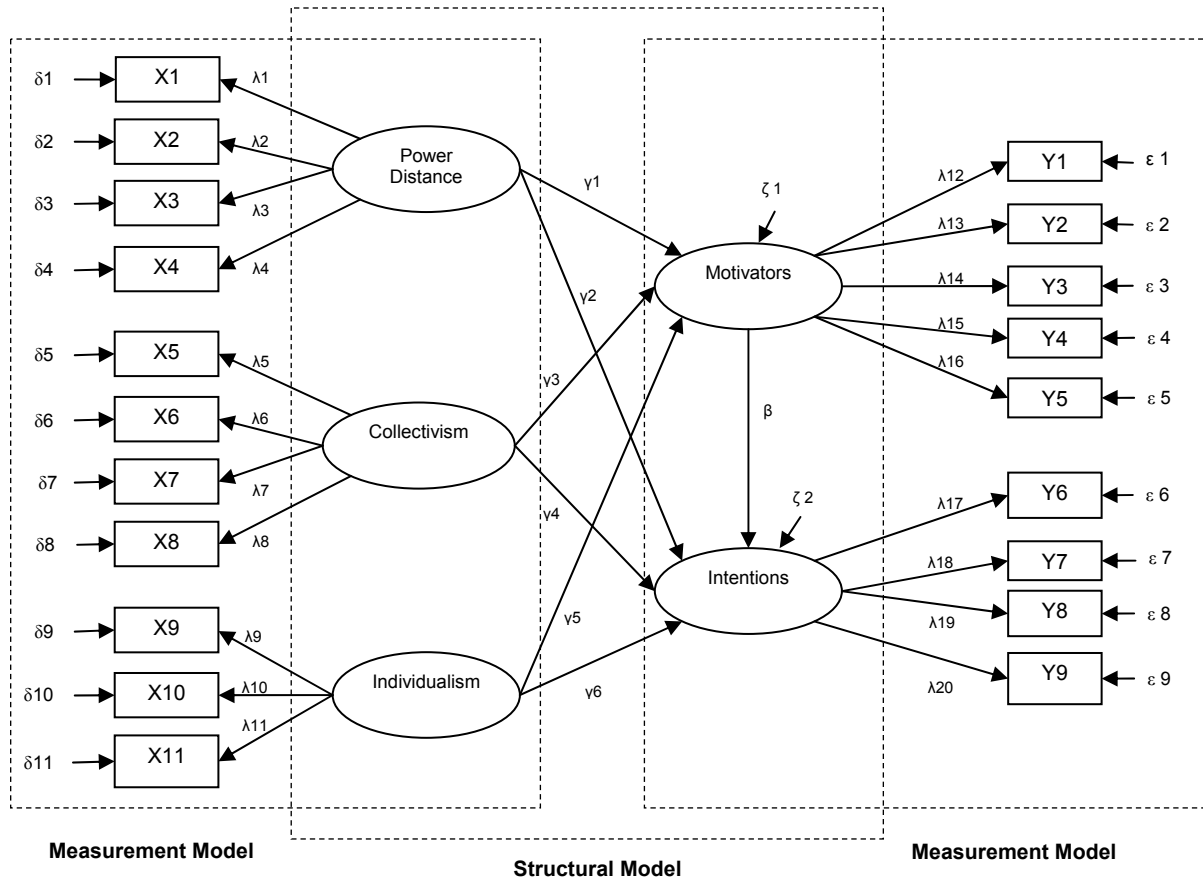 δ1 X1 λ1
δ2 X2 λ2
δ3 X3 λ3
δ4 X4 λ4
Power
Distance
δ5 X5 λ5
δ6 X6 λ6
δ7 X7 λ7
δ8 X8 λ8
Collectivism
δ9 X9 λ9
δ10 X10 λ10
δ11 X11 λ11
Individualism
γ1
γ2
γ3
γ4
γ5
γ6
ζ 1
Motivators
β
ζ 2
Intentions
λ12 Y1 ε 1
λ13 Y2 ε 2
λ14 Y3 ε 3
λ15 Y4 ε 4
λ16 Y5 ε 5
λ17 Y6 ε 6
λ18 Y7 ε 7
λ19 Y8 ε 8
λ20 Y9 ε 9
Measurement Model
Structural Model
Measurement Model